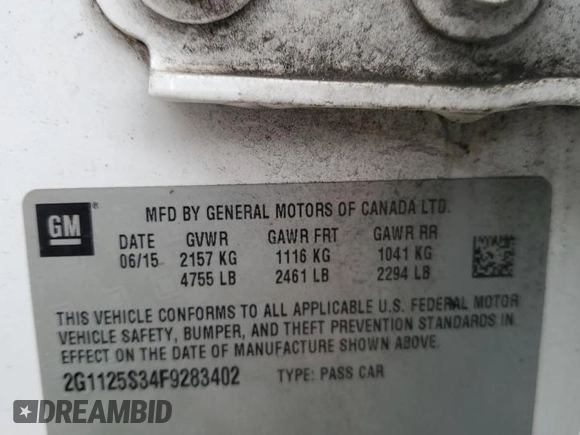 GM®
MFD BY GENERAL MOTORS OF CANADA LTD.
DATE GVWR GAWR FRT GAWR RR
06/15 2157 KG 1116 KG 1041 KG
4755 LB 2461 LB 2294 LB
THIS VEHICLE CONFORMS TO ALL APPLICABLE U.S. FEDERAL MOTOR
VEHICLE SAFETY, BUMPER, AND THEFT PREVENTION STANDARDS IN
EFFECT ON THE DATE OF MANUFACTURE SHOWN ABOVE.
2G1125S34F9283402 TYPE: PASS CAR
DIRECT BIDDING